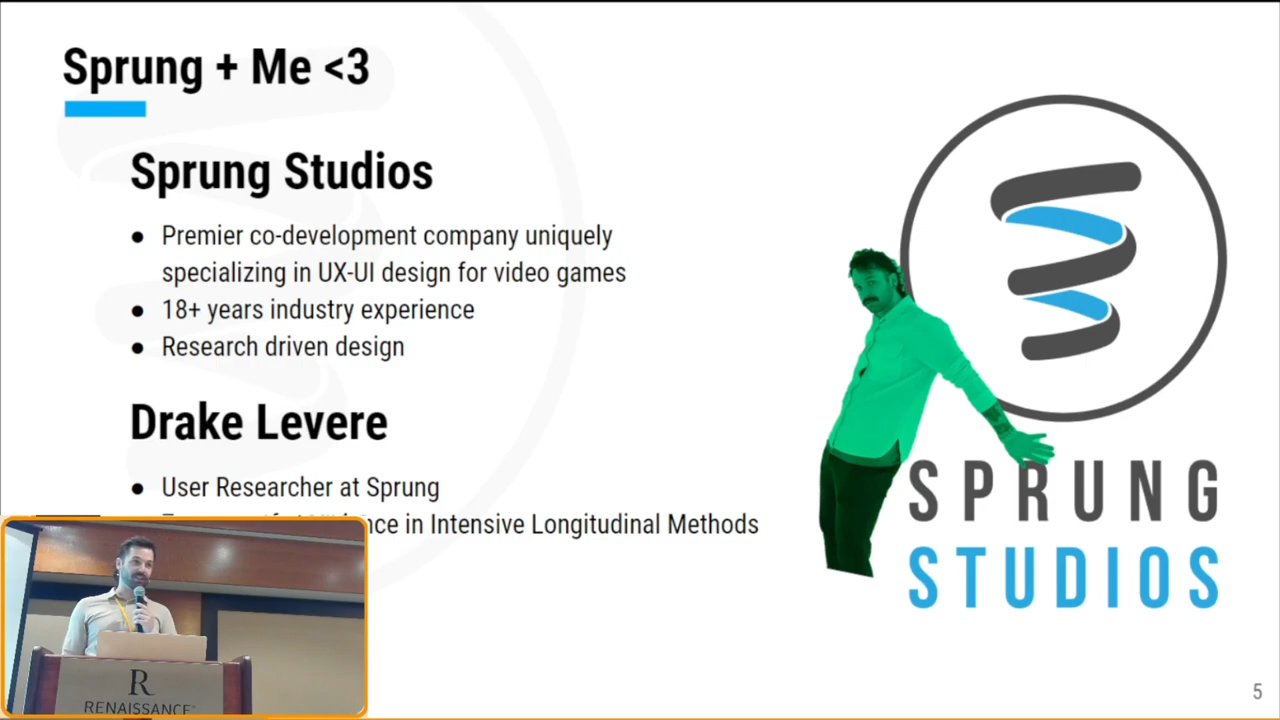 Sprung + Me <3
Sprung Studios
● Premier co-development company uniquely
specializing in UX-UI design for video games
● 18+ years industry experience
● Research driven design
Drake Levere
● User Researcher at Sprung
in Intensive Longitudinal Methods
SPRUNG
STUDIOS
R
RENAISSANCE
5